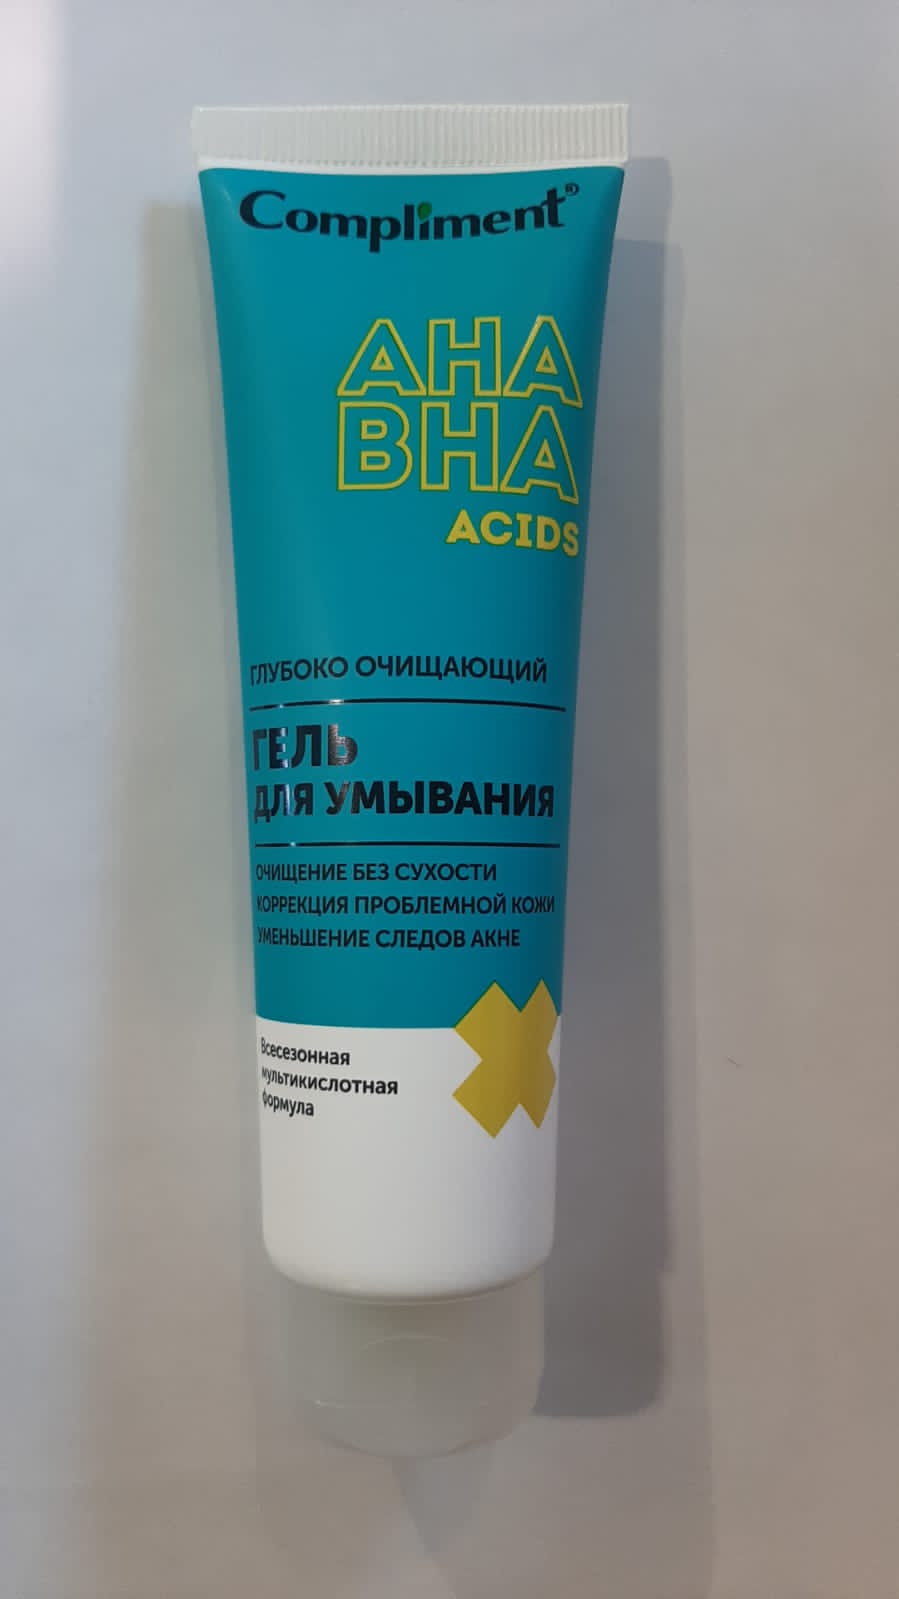 Compliment®
AHA
BHA
ACIDS
ГЛУБОКО ОЧИЩАЮЩИЙ
ГЕЛЬ
ДЛЯ УМЫВАНИЯ
ОЧИЩЕНИЕ БЕЗ СУХОСТИ
КОРРЕКЦИЯ ПРОБЛЕМНОЙ КОЖИ
УМЕНЬШЕНИЕ СЛЕДОВ АКНЕ
Всесезонная
мультикислотная
формула